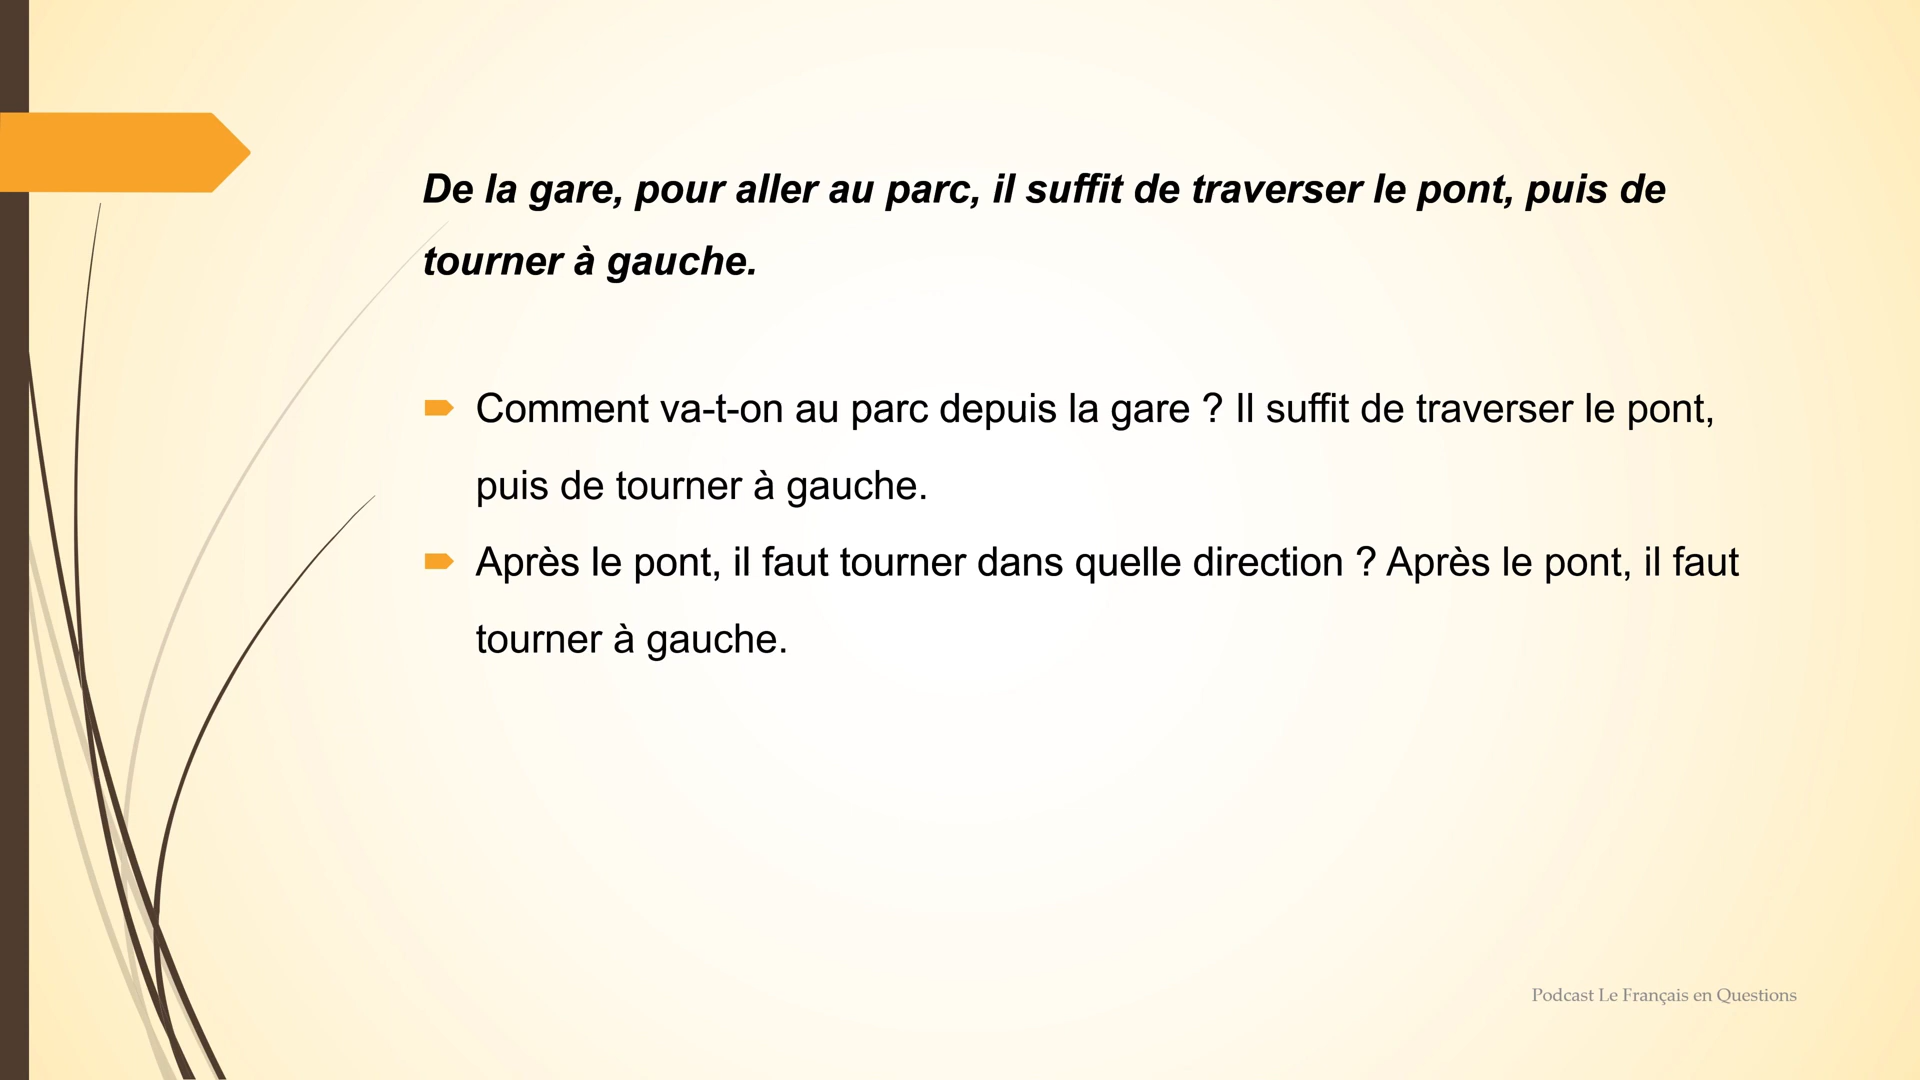 De la gare, pour aller au parc, il suffit de traverser le pont, puis de
tourner à gauche.
Comment va-t-on au parc depuis la gare ? Il suffit de traverser le pont,
puis de tourner à gauche.
Après le pont, il faut tourner dans quelle direction ? Après le pont, il faut
tourner à gauche.
Podcast Le Français en Questions